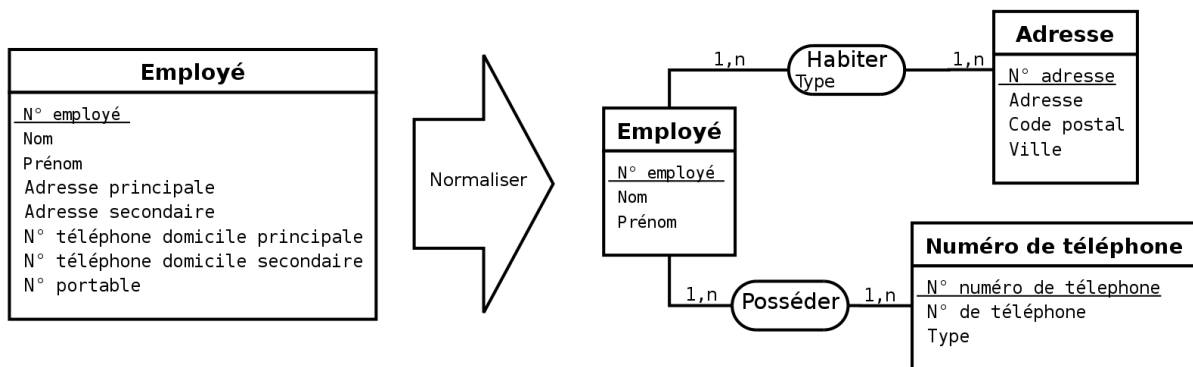 Employé
N° employé
Nom
Prénom
Adresse principale
Adresse secondaire
N° téléphone domicile principale
N° téléphone domicile secondaire
N° portable
Normaliser
Employé
N° employé
Nom
Prénom
1,n
Habiter
Type
1,n
Adresse
N° adresse
Adresse
Code postal
Ville
1,n
Posséder
1,n
Numéro de téléphone
N° numéro de télephone
N° de téléphone
Type